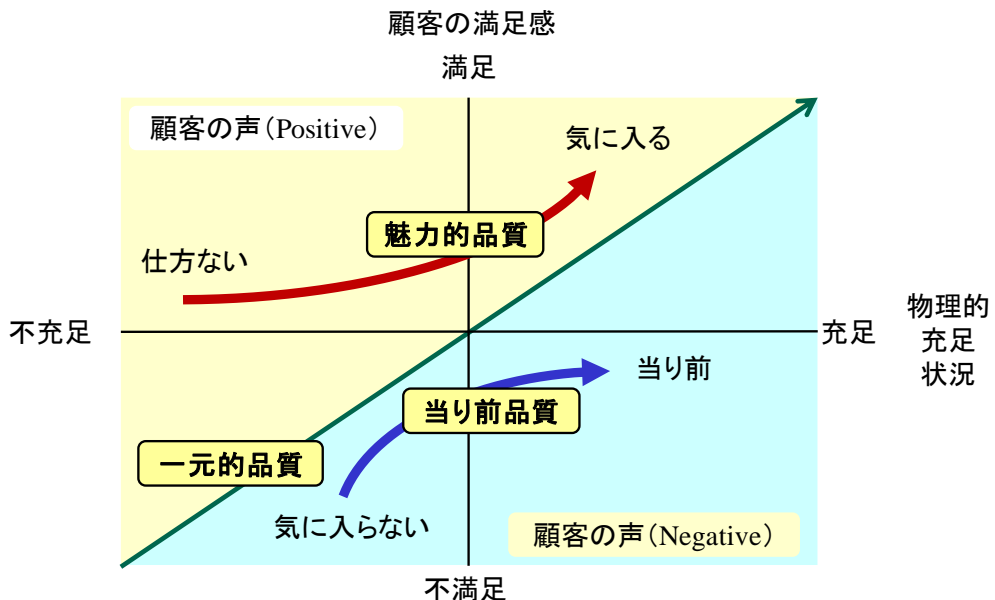 顧客の満足感
満足
顧客の声（Positive）
気に入る
魅力的品質
仕方ない
不充足
充足
物理的
充足
状況
当り前
当り前品質
一元的品質
気に入らない
顧客の声（Negative）
不満足